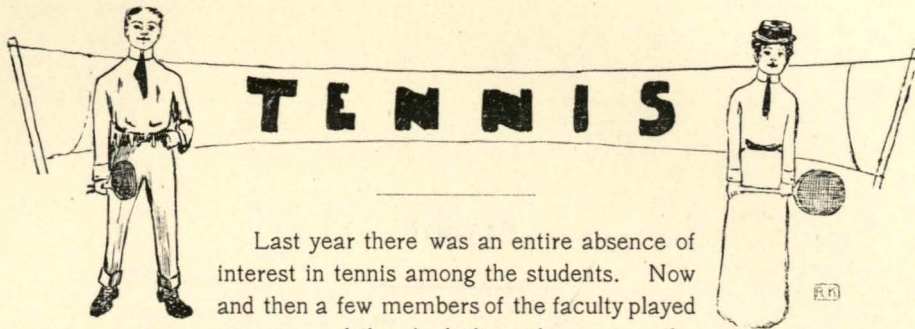 TENNIS
Last year there was an entire absence of
interest in tennis among the students. Now
and then a few members of the faculty played